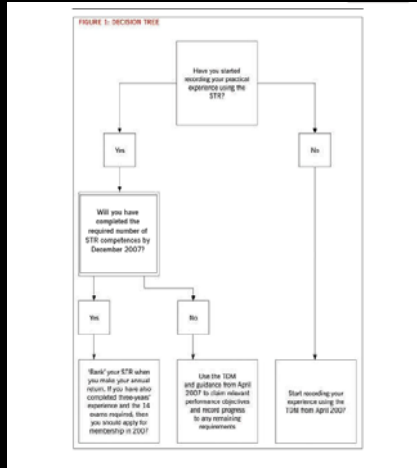 FIGURE 1: DECISION TREE
Have you started
recording your practical
experience using the
STR?
Yes
No
Will you have
completed the
required number of
STR competences by
December 2007?
Yes
No
'Bank' your STR when
you make your annual
return. If you have also
completed three-years'
experience and the 14
exams required, then
you should apply for
membership in 2007
Use the TDM
and guidance from April
2007 to claim relevant
performance objectives
and record progress
to any remaining
requirements
Start recording your
experience using the
TDM from April 2007